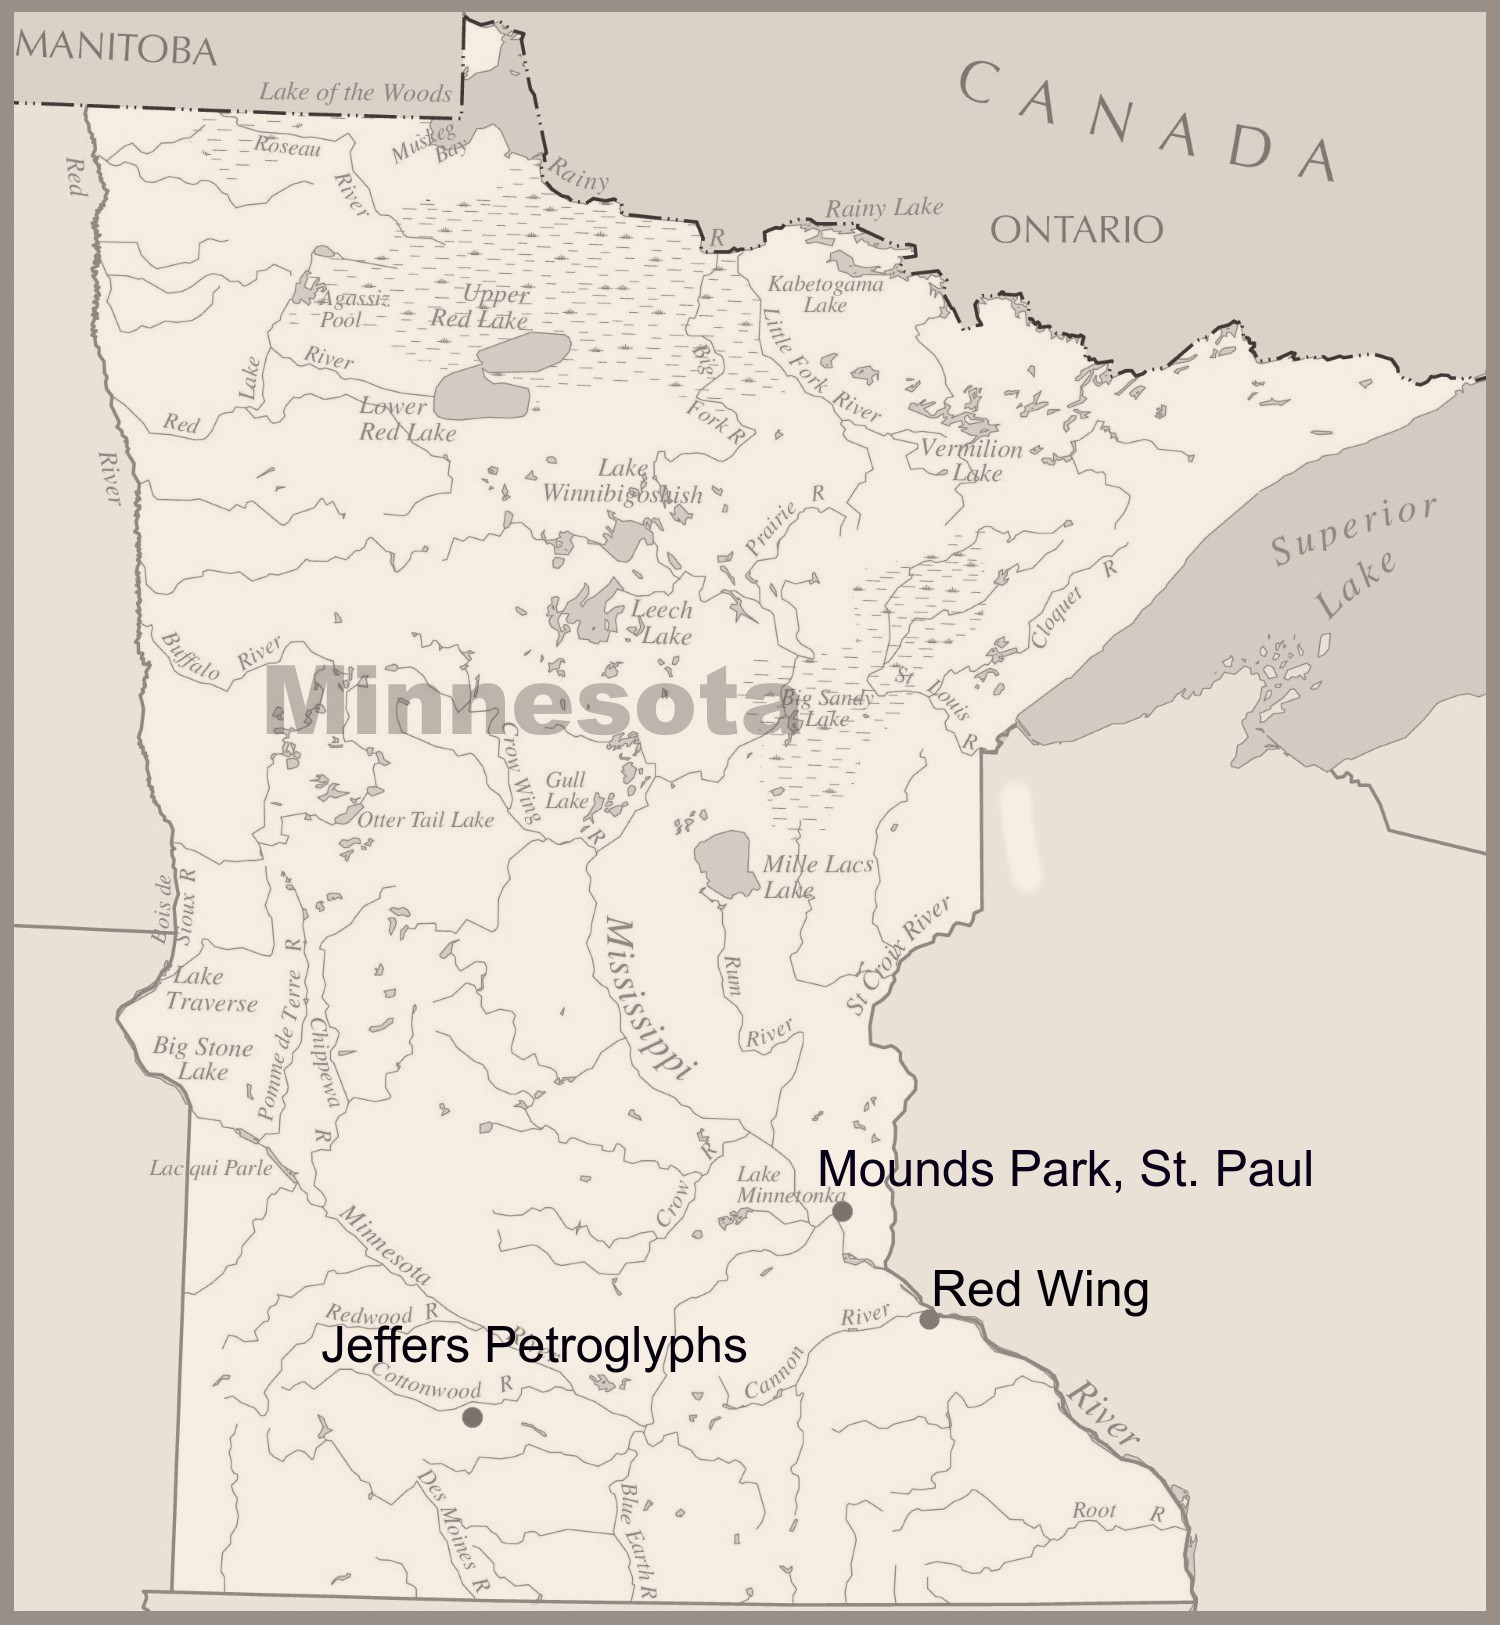 MANITOBA
CANADA
Lake of the Woods
Roseau
River
Muskeg
Bay
Red
Rainy
R
Rainy Lake
ONTARIO
Kabetogama
Lake
Agassiz
Pool
Upper
Red Lake
Little Fork River
Big
Fork R
Lake
River
Red
Lower
Red Lake
River
Vermilion
Lake
Lake
Winnibigoshish
Prairie R
Superior
Lake
Leech
Lake
Cloquet R
Buffalo River
Minnesota
Big Sandy
Lake
St Louis R
Crow Wing R
Gull
Lake
Otter Tail Lake
Mille Lacs
Lake
Bois de
Sioux R
Mississippi
St Croix River
Rum
River
Lake
Traverse
Pomme de Terre R
Chippewa R
Big Stone
Lake
Lac qui Parle
Mounds Park, St. Paul
Lake
Minnetonka
Crow R
Minnesota
River
Red Wing
Redwood R
Jeffers Petroglyphs
Cottonwood R
Cannon
River
River
Des Moines R
Blue Earth R
Root R